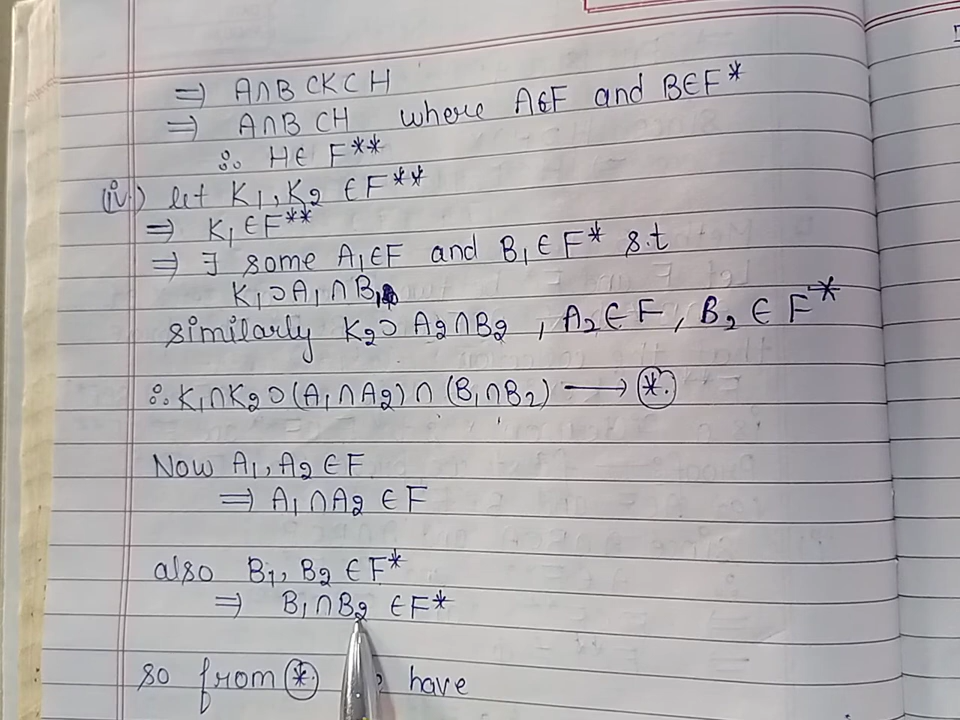 ⇒ A∩B ⊂ K ⊂ H
⇒ A∩B ⊂ H where A∈F and B∈F*
∴ H∈ F**
(iv) let K₁, K₂ ∈ F**
⇒ K₁ ∈ F**
⇒ ∃ some A₁∈F and B₁∈F* s.t
K₁⊃A₁∩B₁
similarly K₂⊃ A₂∩B₂ , A₂∈F, B₂ ∈ F*
∴ K₁∩K₂⊃(A₁∩A₂)∩(B₁∩B₂) ⟶ (*)
Now A₁, A₂ ∈F
⇒ A₁∩A₂ ∈ F
also B₁, B₂ ∈ F*
⇒ B₁∩B₂ ∈F*
so from (*) have